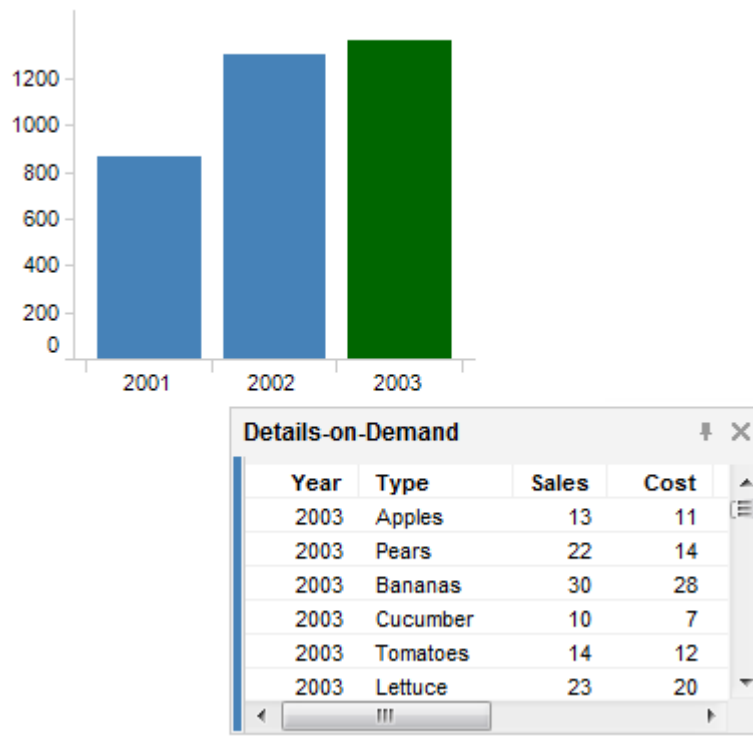 1200
1000
800
600
400
200
0
2001 2002 2003
Details-on-Demand
Year Type Sales Cost
2003 Apples 13 11
2003 Pears 22 14
2003 Bananas 30 28
2003 Cucumber 10 7
2003 Tomatoes 14 12
2003 Lettuce 23 20